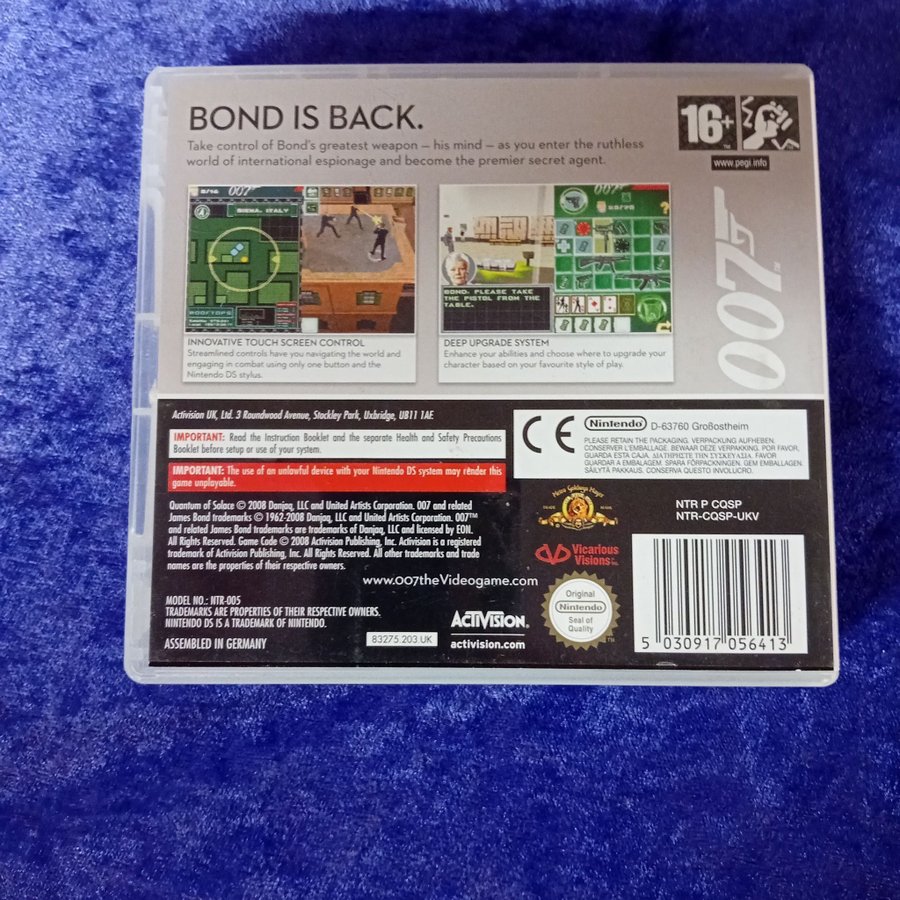 BOND IS BACK.
Take control of Bond's greatest weapon – his mind – as you enter the ruthless
world of international espionage and become the premier secret agent.
16+
www.pegi.info
007
SIENA, ITALY
ROOFTOPS
007
BOND, PLEASE TAKE
THE PISTOL FROM THE
TABLE.
007™
INNOVATIVE TOUCH SCREEN CONTROL
Streamlined controls have you navigating the world and
engaging in combat using only one button and the
Nintendo DS stylus.
DEEP UPGRADE SYSTEM
Enhance your abilities and choose where to upgrade your
character based on your favourite style of play.
Activision UK, Ltd. 3 Roundwood Avenue, Stockley Park, Uxbridge, UB11 1AE
IMPORTANT: Read the Instruction Booklet and the separate Health and Safety Precautions
Booklet before setup or use of your system.
IMPORTANT: The use of an unlawful device with your Nintendo DS system may render this
game unplayable.
CE
Nintendo
D-63760 Großostheim
PLEASE RETAIN THE PACKAGING. VERPACKUNG AUFHEBEN.
CONSERVER L'EMBALLAGE. BEWAAR DEZE VERPAKKING. POR FAVOR,
GUARDA ESTA CAJA. ΔΙΑΤΗΡΗΣΤΕ ΤΗΝ ΣΥΣΚΕΥΑΣΙΑ. FAVOR
GUARDAR A EMBALAGEM. SPARA FÖRPACKNINGEN. GEM EMBALLAGEN.
SÄILYTÄ PAKKAUS. CONSERVA QUESTO INVOLUCRO.
Quantum of Solace © 2008 Danjaq, LLC and United Artists Corporation. 007 and related
James Bond trademarks © 1962-2008 Danjaq, LLC and United Artists Corporation. 007™
and related James Bond trademarks are trademarks of Danjaq, LLC and licensed by EON.
All Rights Reserved. Game Code © 2008 Activision Publishing, Inc. Activision is a registered
trademark of Activision Publishing, Inc. All Rights Reserved. All other trademarks and trade
names are the properties of their respective owners.
www.007theVideogame.com
Metro Goldwyn Mayer
TRADE MARK
NTR P CQSP
NTR-CQSP-UKV
Vicarious
Visions
MODEL NO.: NTR-005
TRADEMARKS ARE PROPERTIES OF THEIR RESPECTIVE OWNERS.
NINTENDO DS IS A TRADEMARK OF NINTENDO.
ASSEMBLED IN GERMANY
83275.203.UK
ACTIVISION.
activision.com
Original
Nintendo
Seal of
Quality
TM
5 030917 056413